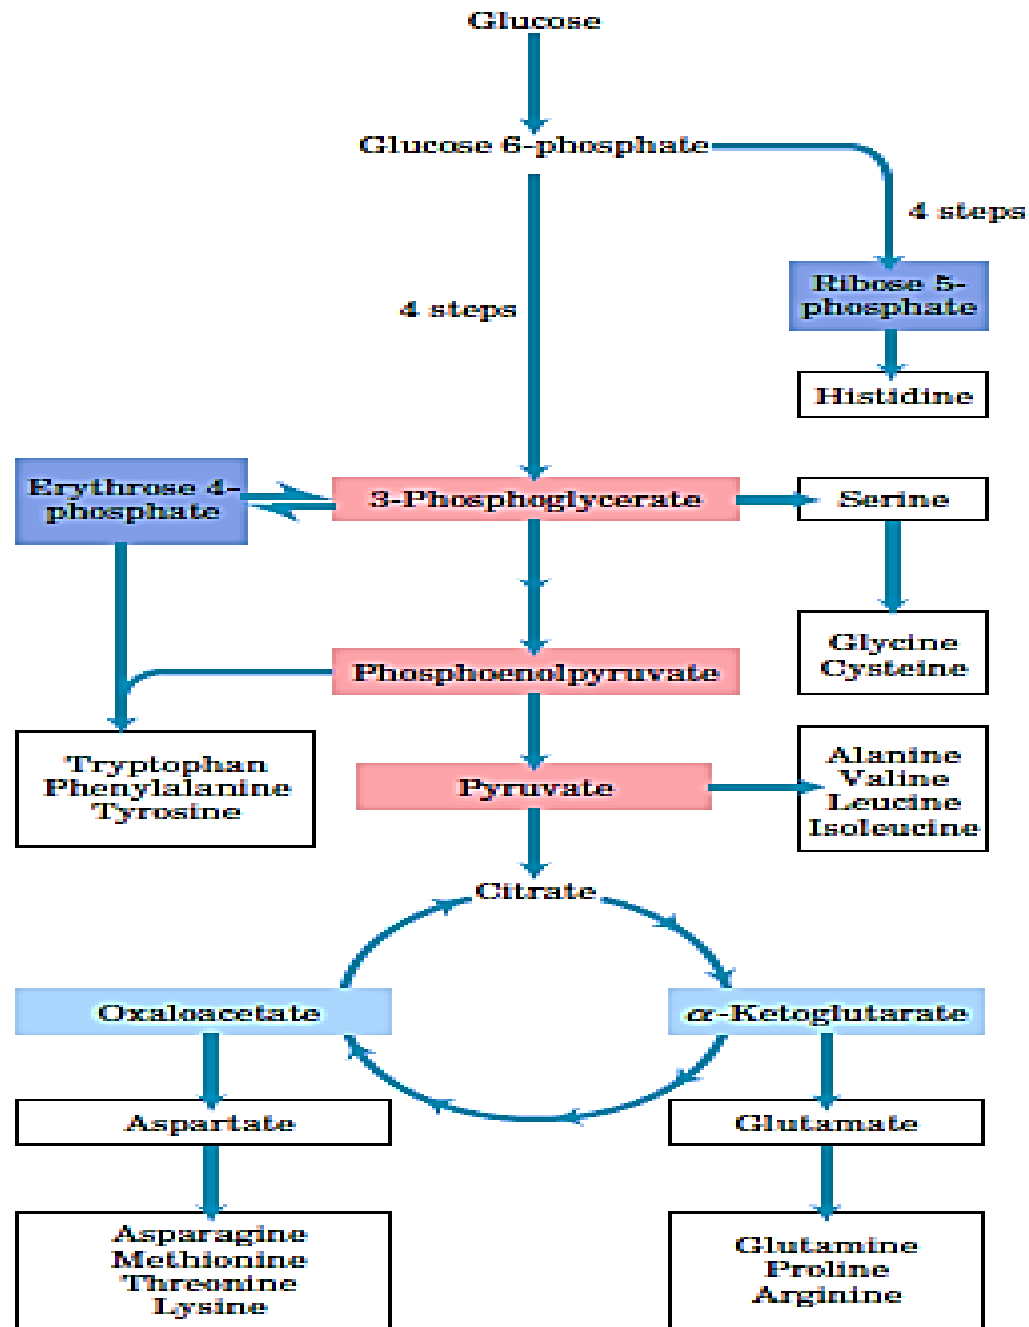 Glucose
Glucose 6-phosphate
4 steps
Ribose 5-
phosphate
4 steps
Histidine
Erythrose 4-
phosphate
3-Phosphoglycerate
Serine
Glycine
Cysteine
Phosphoenolpyruvate
Tryptophan
Phenylalanine
Tyrosine
Pyruvate
Alanine
Valine
Leucine
Isoleucine
Citrate
Oxaloacetate
α-Ketoglutarate
Aspartate
Glutamate
Asparagine
Methionine
Threonine
Lysine
Glutamine
Proline
Arginine